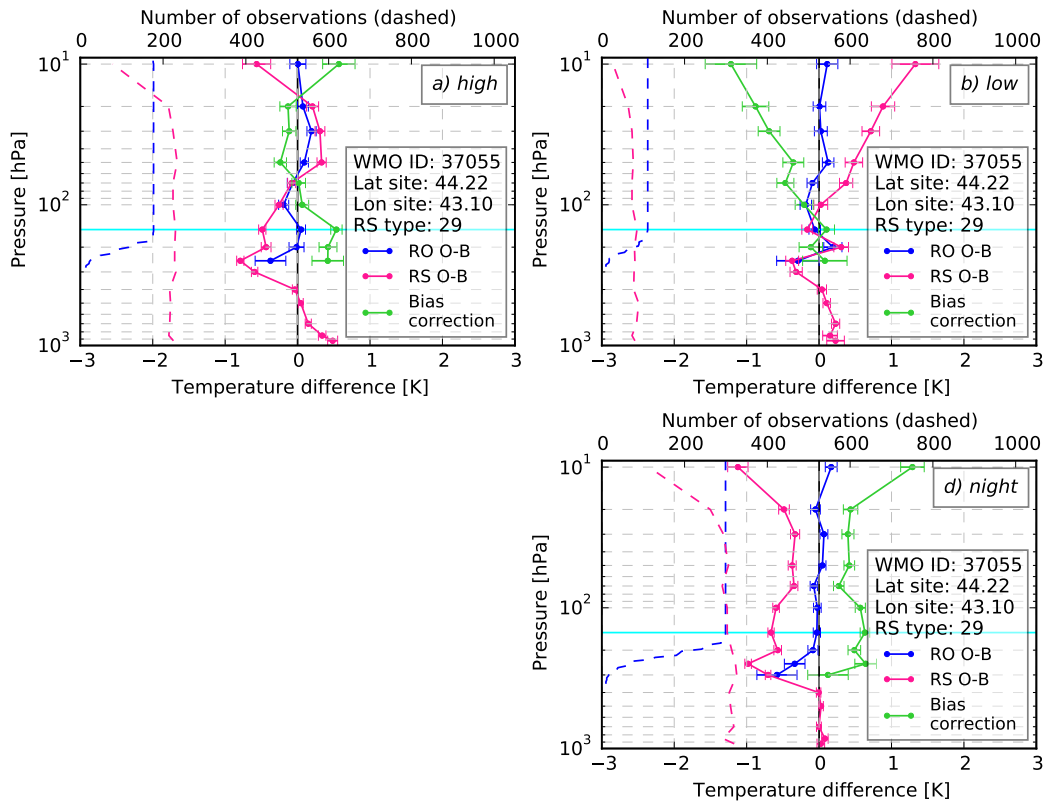 Number of observations (dashed)
0 200 400 600 800 1000
a) high
Pressure [hPa]
10¹
10²
10³
WMO ID: 37055
Lat site: 44.22
Lon site: 43.10
RS type: 29
RO O-B
RS O-B
Bias
correction
−3 −2 −1 0 1 2 3
Temperature difference [K]
Number of observations (dashed)
0 200 400 600 800 1000
b) low
Pressure [hPa]
10¹
10²
10³
WMO ID: 37055
Lat site: 44.22
Lon site: 43.10
RS type: 29
RO O-B
RS O-B
Bias
correction
−3 −2 −1 0 1 2 3
Temperature difference [K]
Number of observations (dashed)
0 200 400 600 800 1000
d) night
Pressure [hPa]
10¹
10²
10³
WMO ID: 37055
Lat site: 44.22
Lon site: 43.10
RS type: 29
RO O-B
RS O-B
Bias
correction
−3 −2 −1 0 1 2 3
Temperature difference [K]